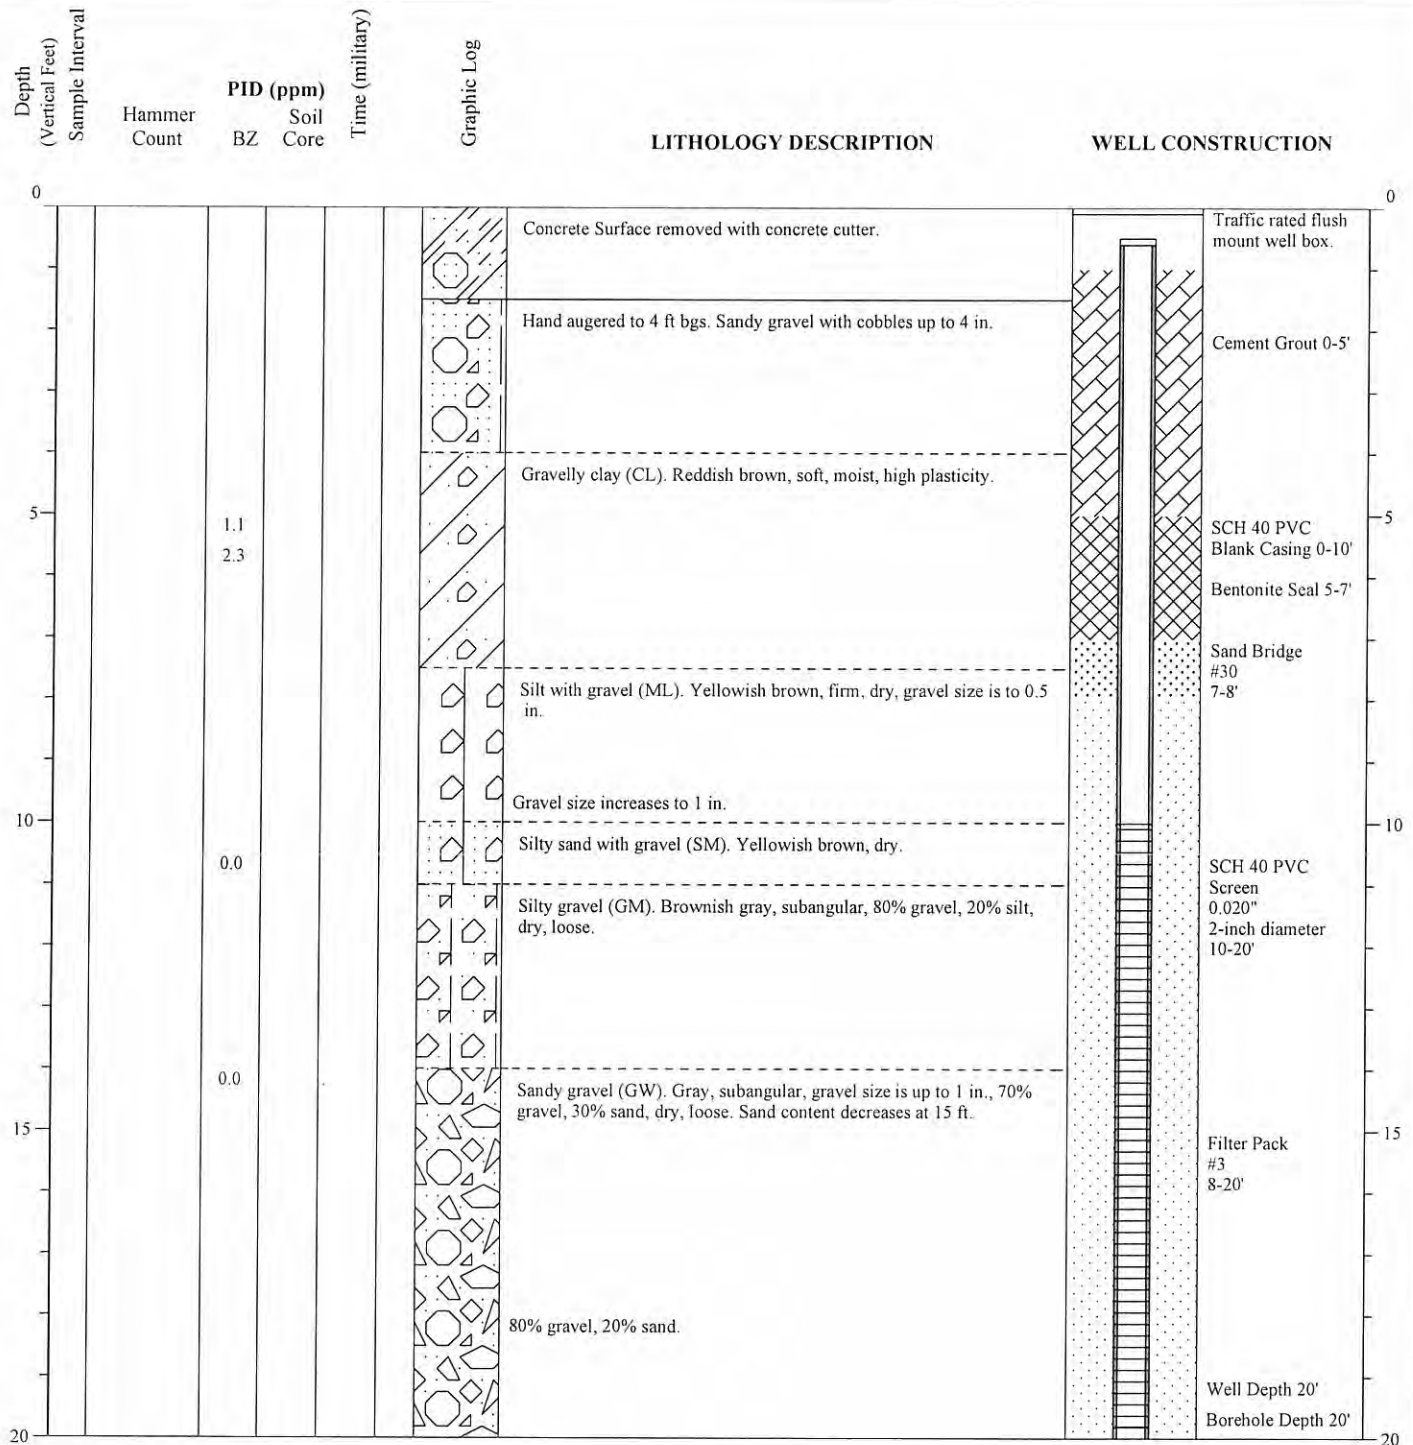 Depth
(Vertical Feet)
Sample Interval
Hammer
Count
PID (ppm)
BZ
Soil
Core
Time (military)
Graphic Log
LITHOLOGY DESCRIPTION
WELL CONSTRUCTION
0
0
Concrete Surface removed with concrete cutter.
Traffic rated flush
mount well box.
Hand augered to 4 ft bgs. Sandy gravel with cobbles up to 4 in.
Cement Grout 0-5'
Gravelly clay (CL). Reddish brown, soft, moist, high plasticity.
5
1.1
2.3
5
SCH 40 PVC
Blank Casing 0-10'
Bentonite Seal 5-7'
Sand Bridge
#30
7-8'
Silt with gravel (ML). Yellowish brown, firm, dry, gravel size is to 0.5
in.
Gravel size increases to 1 in.
10
10
Silty sand with gravel (SM). Yellowish brown, dry.
0.0
SCH 40 PVC
Screen
0.020"
2-inch diameter
10-20'
Silty gravel (GM). Brownish gray, subangular, 80% gravel, 20% silt,
dry, loose.
0.0
Sandy gravel (GW). Gray, subangular, gravel size is up to 1 in., 70%
gravel, 30% sand, dry, loose. Sand content decreases at 15 ft.
15
15
Filter Pack
#3
8-20'
80% gravel, 20% sand.
Well Depth 20'
Borehole Depth 20'
20
20